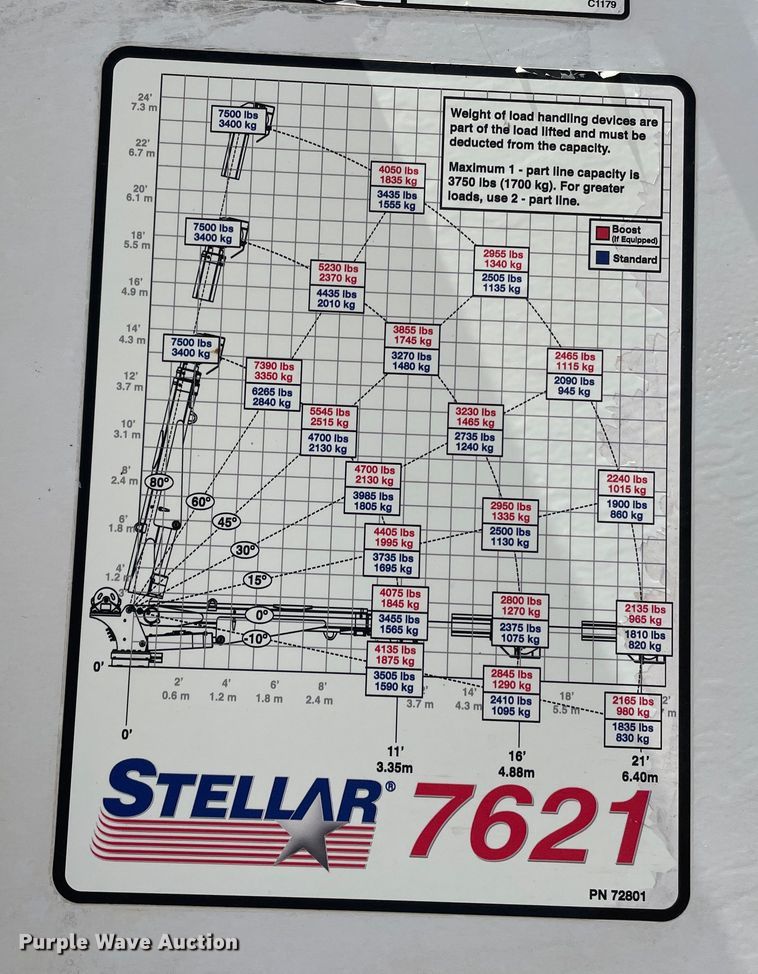 C1179
24'
7.3 m
22'
6.7 m
20'
6.1 m
18'
5.5 m
16'
4.9 m
14'
4.3 m
12'
3.7 m
10'
3.1 m
8'
2.4 m
6'
1.8 m
4'
1.2 m
0'
Weight of load handling devices are
part of the load lifted and must be
deducted from the capacity.
Maximum 1 - part line capacity is
3750 lbs (1700 kg). For greater
loads, use 2 - part line.
Boost
(If Equipped)
Standard
7500 lbs
3400 kg
4050 lbs
1835 kg
3435 lbs
1555 kg
7500 lbs
3400 kg
5230 lbs
2370 kg
4435 lbs
2010 kg
2955 lbs
1340 kg
2505 lbs
1135 kg
7500 lbs
3400 kg
7390 lbs
3350 kg
6265 lbs
2840 kg
3855 lbs
1745 kg
3270 lbs
1480 kg
2465 lbs
1115 kg
2090 lbs
945 kg
5545 lbs
2515 kg
4700 lbs
2130 kg
3230 lbs
1465 kg
2735 lbs
1240 kg
4700 lbs
2130 kg
3985 lbs
1805 kg
2240 lbs
1015 kg
1900 lbs
860 kg
2950 lbs
1335 kg
2500 lbs
1130 kg
4405 lbs
1995 kg
3735 lbs
1695 kg
4075 lbs
1845 kg
3455 lbs
1565 kg
2800 lbs
1270 kg
2375 lbs
1075 kg
2135 lbs
965 kg
1810 lbs
820 kg
4135 lbs
1875 kg
3505 lbs
1590 kg
2845 lbs
1290 kg
2410 lbs
1095 kg
2165 lbs
980 kg
1835 lbs
830 kg
80°
60°
45°
30°
15°
0°
-10°
2'
0.6 m
4'
1.2 m
6'
1.8 m
8'
2.4 m
3.7 m
14'
4.3 m
18'
5.5 m
2'
m
0'
11'
3.35m
16'
4.88m
21'
6.40m
STELLAR®
7621
PN 72801
Purple Wave Auction